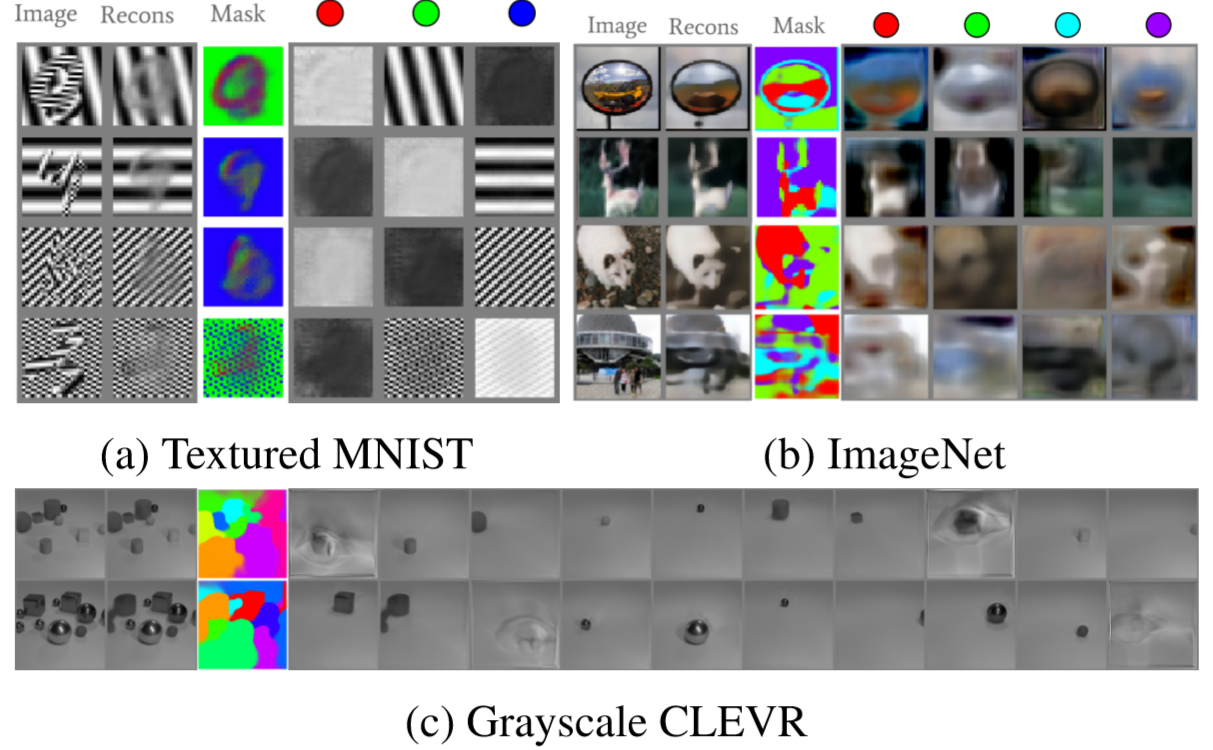 Image Recons Mask
Image Recons Mask
(a) Textured MNIST
(b) ImageNet
(c) Grayscale CLEVR